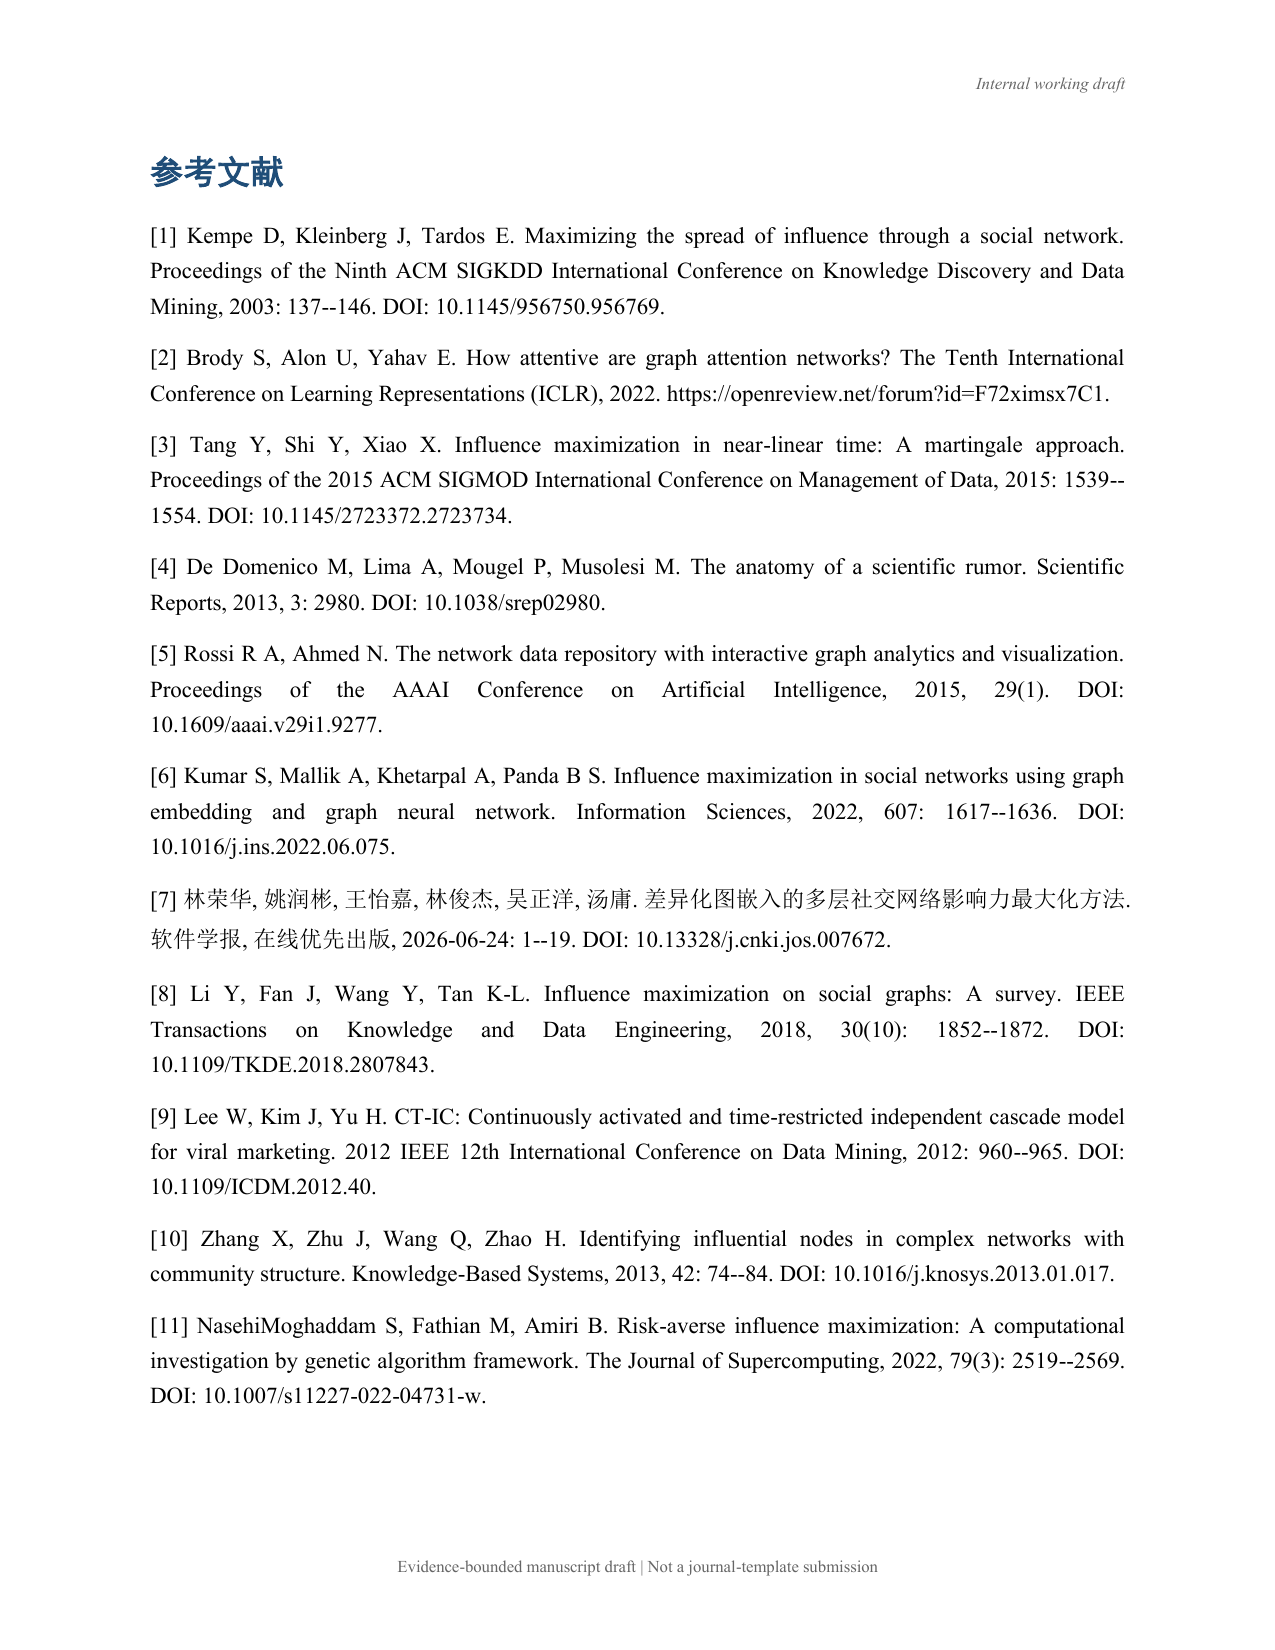 Internal working draft
参考文献
[1] Kempe D, Kleinberg J, Tardos E. Maximizing the spread of influence through a social network.
Proceedings of the Ninth ACM SIGKDD International Conference on Knowledge Discovery and Data
Mining, 2003: 137--146. DOI: 10.1145/956750.956769.
[2] Brody S, Alon U, Yahav E. How attentive are graph attention networks? The Tenth International
Conference on Learning Representations (ICLR), 2022. https://openreview.net/forum?id=F72ximsx7C1.
[3] Tang Y, Shi Y, Xiao X. Influence maximization in near-linear time: A martingale approach.
Proceedings of the 2015 ACM SIGMOD International Conference on Management of Data, 2015: 1539--
1554. DOI: 10.1145/2723372.2723734.
[4] De Domenico M, Lima A, Mougel P, Musolesi M. The anatomy of a scientific rumor. Scientific
Reports, 2013, 3: 2980. DOI: 10.1038/srep02980.
[5] Rossi R A, Ahmed N. The network data repository with interactive graph analytics and visualization.
Proceedings of the AAAI Conference on Artificial Intelligence, 2015, 29(1). DOI:
10.1609/aaai.v29i1.9277.
[6] Kumar S, Mallik A, Khetarpal A, Panda B S. Influence maximization in social networks using graph
embedding and graph neural network. Information Sciences, 2022, 607: 1617--1636. DOI:
10.1016/j.ins.2022.06.075.
[7] 林荣华, 姚润彬, 王怡嘉, 林俊杰, 吴正洋, 汤庸. 差异化图嵌入的多层社交网络影响力最大化方法.
软件学报, 在线优先出版, 2026-06-24: 1--19. DOI: 10.13328/j.cnki.jos.007672.
[8] Li Y, Fan J, Wang Y, Tan K-L. Influence maximization on social graphs: A survey. IEEE
Transactions on Knowledge and Data Engineering, 2018, 30(10): 1852--1872. DOI:
10.1109/TKDE.2018.2807843.
[9] Lee W, Kim J, Yu H. CT-IC: Continuously activated and time-restricted independent cascade model
for viral marketing. 2012 IEEE 12th International Conference on Data Mining, 2012: 960--965. DOI:
10.1109/ICDM.2012.40.
[10] Zhang X, Zhu J, Wang Q, Zhao H. Identifying influential nodes in complex networks with
community structure. Knowledge-Based Systems, 2013, 42: 74--84. DOI: 10.1016/j.knosys.2013.01.017.
[11] NasehiMoghaddam S, Fathian M, Amiri B. Risk-averse influence maximization: A computational
investigation by genetic algorithm framework. The Journal of Supercomputing, 2022, 79(3): 2519--2569.
DOI: 10.1007/s11227-022-04731-w.
Evidence-bounded manuscript draft | Not a journal-template submission